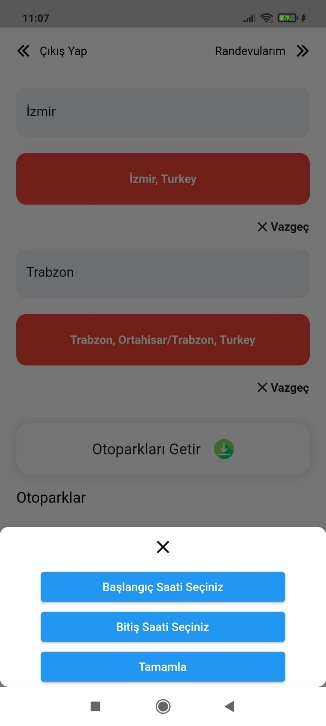 11:07
Çıkış Yap
Randevularım
İzmir
İzmir, Turkey
Vazgeç
Trabzon
Trabzon, Ortahisar/Trabzon, Turkey
Vazgeç
Otoparkları Getir
Otoparklar
Başlangıç Saati Seçiniz
Bitiş Saati Seçiniz
Tamamla